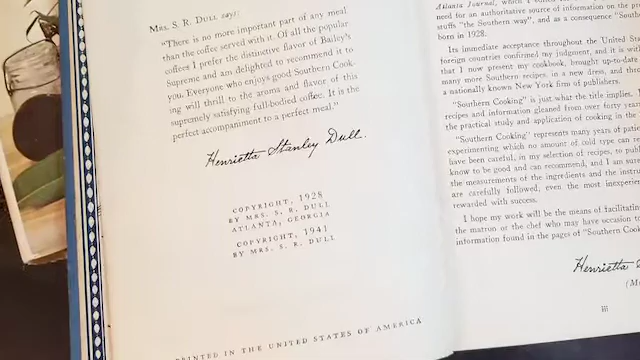 MRS. S. R. DULL says:
"There is no more important part of any meal
than the coffee served with it. Of all the popular
coffees I prefer the distinctive flavor of Bailey's
Supreme and am delighted to recommend it to
you. Everyone who enjoys good Southern Cook-
ing will thrill to the aroma and flavor of this
supremely satisfying full-bodied coffee. It is the
perfect accompaniment to a perfect meal."
Henrietta Stanley Dull.
COPYRIGHT, 1928
BY MRS. S. R. DULL
ATLANTA, GEORGIA
COPYRIGHT, 1941
BY MRS. S. R. DULL
PRINTED IN THE UNITED STATES OF AMERICA
Atlanta Journal, which I
need for an authoritative source of information on the
stuffs "the Southern way", and as a consequence "South
born in 1928.
Its immediate acceptance throughout the United Stat
foreign countries confirmed my judgment, and it is with
that I now present my cookbook, brought up-to-date
many more Southern recipes, in a new dress, and thr
a nationally known New York firm of publishers.
"Southern Cooking" is just what the title implies. I
recipes and information gleaned from over forty year
the practical study and application of cooking in the
"Southern Cooking" represents many years of patie
experimenting which no amount of cold type can re
have been careful, in my selection of recipes, to publ
know to be good and can recommend, and I am sure
the measurements of the ingredients and the instru
are carefully followed, even the most inexperien
rewarded with success.
I hope my work will be the means of facilitating
the matron or the chef who may have occasion to
information found in the pages of "Southern Cook
Henrietta S
(M
iii